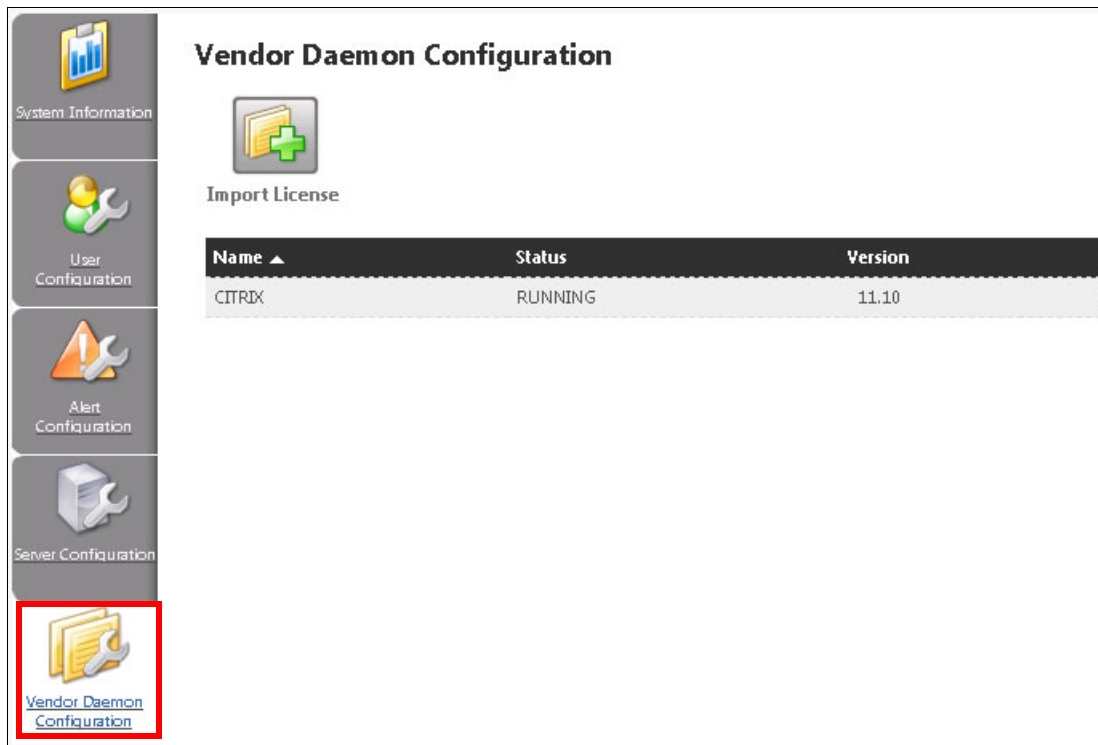 System Information
User
Configuration
Alert
Configuration
Server Configuration
Vendor Daemon
Configuration
Vendor Daemon Configuration
Import License
Name Status Version
CITRIX RUNNING 11.10